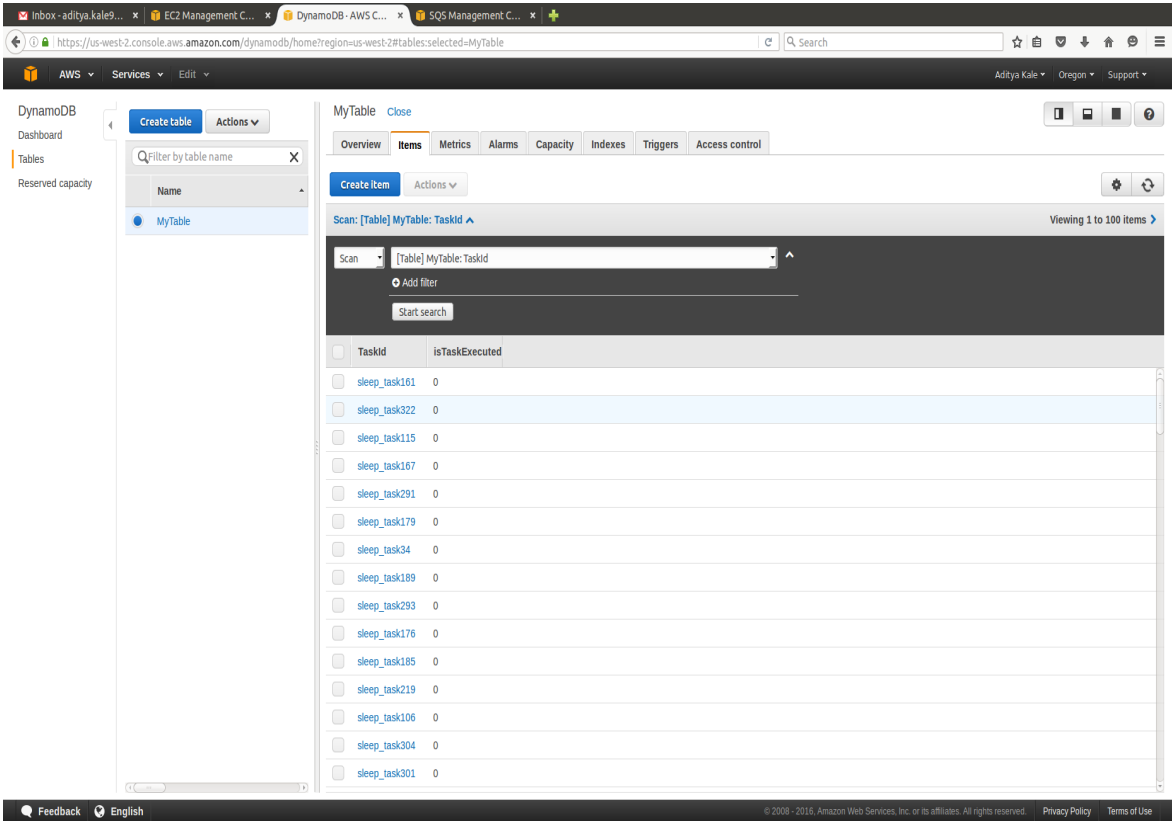 Inbox - aditya.kale9... x EC2 Management C... x DynamoDB · AWS C... x SQS Management C... x
https://us-west-2.console.aws.amazon.com/dynamodb/home?region=us-west-2#tables:selected=MyTable Search
AWS Services Edit Aditya Kale Oregon Support
DynamoDB
Dashboard
Tables
Reserved capacity
Create table Actions
Filter by table name X
Name
MyTable
MyTable Close
Overview Items Metrics Alarms Capacity Indexes Triggers Access control
Create item Actions
Scan: [Table] MyTable: TaskId Viewing 1 to 100 items
Scan [Table] MyTable: TaskId
Add filter
Start search
TaskId isTaskExecuted
sleep_task161 0
sleep_task322 0
sleep_task115 0
sleep_task167 0
sleep_task291 0
sleep_task179 0
sleep_task34 0
sleep_task189 0
sleep_task293 0
sleep_task176 0
sleep_task185 0
sleep_task219 0
sleep_task106 0
sleep_task304 0
sleep_task301 0
Feedback English © 2008 - 2016, Amazon Web Services, Inc. or its affiliates. All rights reserved. Privacy Policy Terms of Use